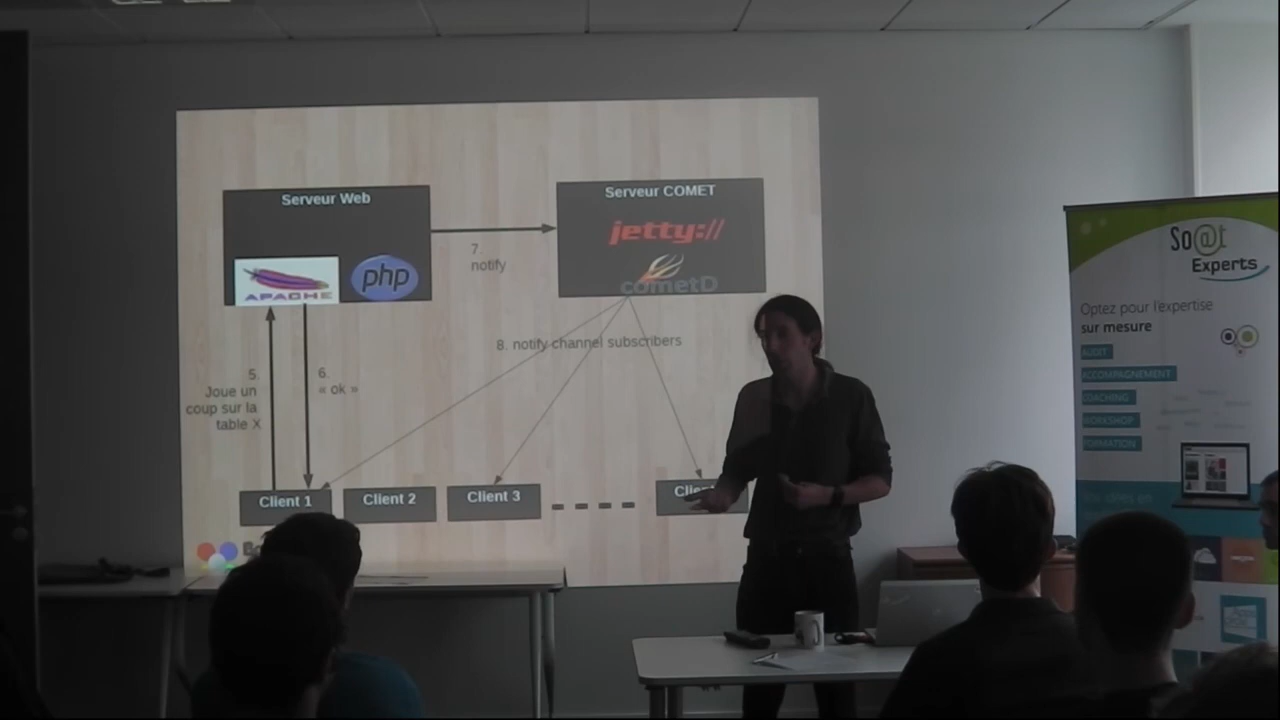 Serveur Web
APACHE
php
7.
notify
Serveur COMET
jetty://
cometD
8. notify channel subscribers
5.
Joue un
coup sur la
table X
6.
« ok »
Client 1
Client 2
Client 3
So@t
Experts
Optez pour l'expertise
sur mesure
AUDIT
ACCOMPAGNEMENT
COACHING
WORKSHOP
FORMATION